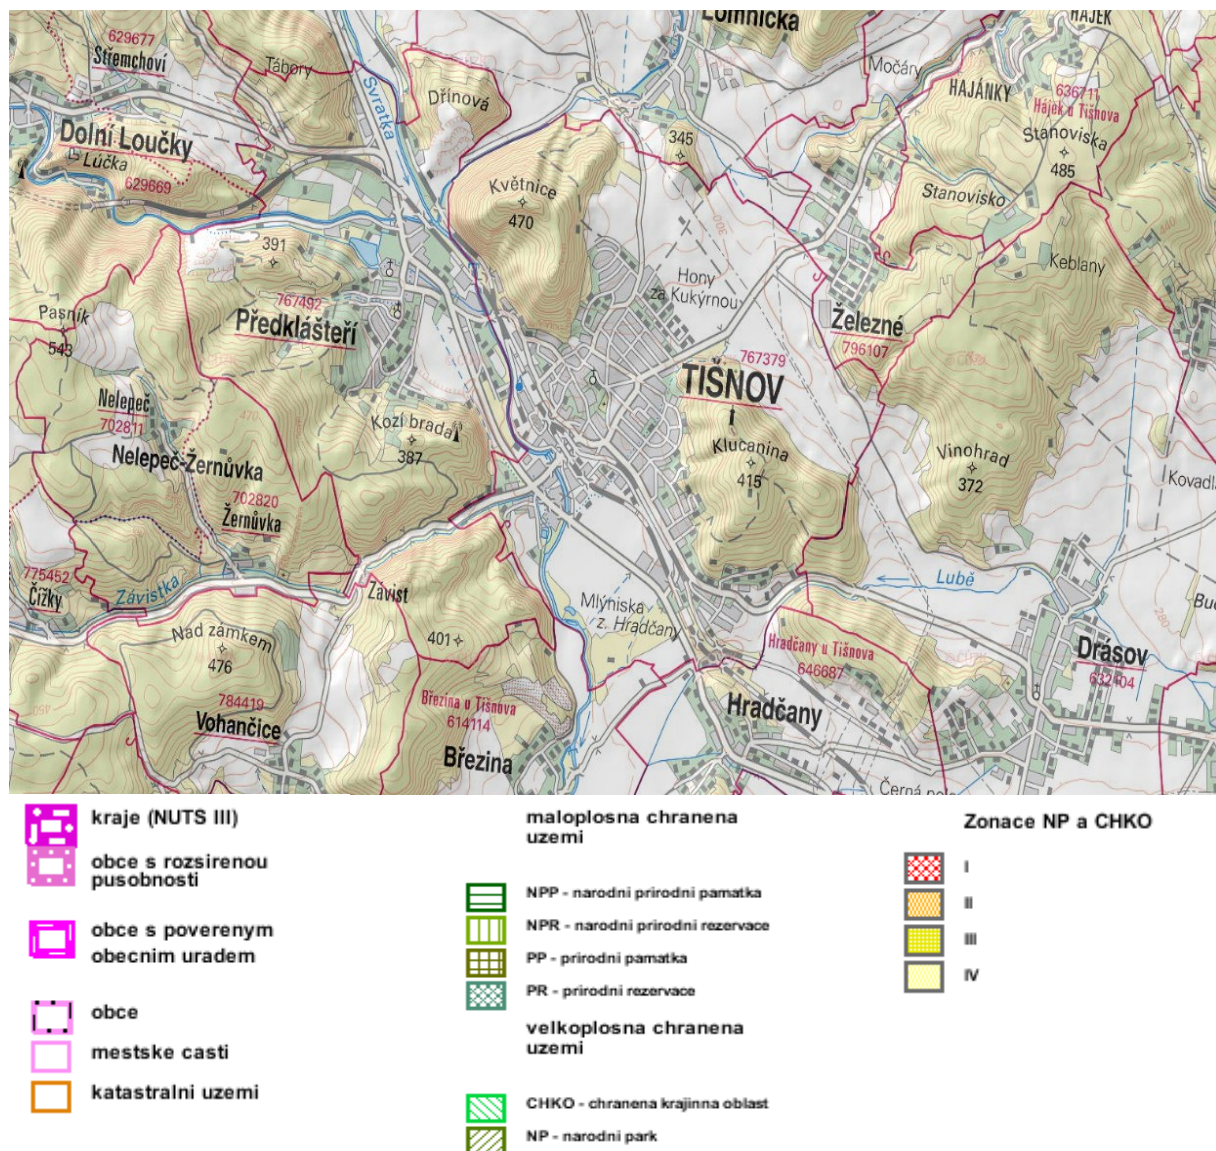 Lomnička
HÁJEK
629677
Střemchoví
Tábory
Svratka
Dřínová
Močáry
HAJÁNKY
636711
Hájek u Tišnova
Stanoviska
485
Dolní Loučky
Lúčka
629669
345
Květnice
470
Stanovisko
391
Hony
za Kukýrnou
Keblany
Pasník
543
767492
Předklášteří
Železné
796107
767379
TIŠNOV
Nelepeč
702811
Kozí brada
387
Klucanina
415
Vinohrad
372
Nelepeč-Žernůvka
702820
Žernůvka
775452
Čížky
Závistka
Závist
Lubě
Mlýniska
z. Hradčany
Nad zámkem
476
401
Hradčany u Tišnova
646687
Drásov
632104
280
784419
Vohančice
Březina u Tišnova
614114
Březina
Hradčany
kraje (NUTS III)
obce s rozsirenou
pusobnosti
obce s poverenym
obecnim uradem
obce
mestske casti
katastralni uzemi
maloplosna chranena
uzemi
NPP - narodni prirodni pamatka
NPR - narodni prirodni rezervace
PP - prirodni pamatka
PR - prirodni rezervace
velkoplosna chranena
uzemi
CHKO - chranena krajinna oblast
NP - narodni park
Zonace NP a CHKO
I
II
III
IV